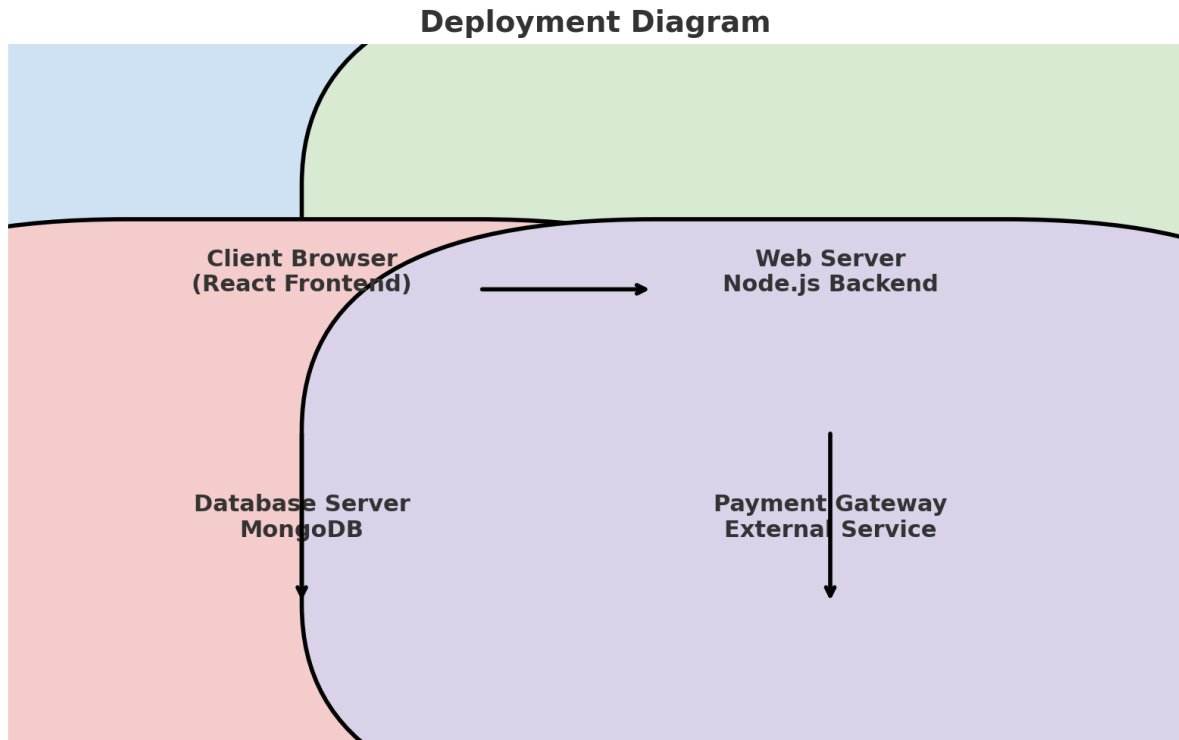 Deployment Diagram
Client Browser
(React Frontend)
Web Server
Node.js Backend
Database Server
MongoDB
Payment Gateway
External Service